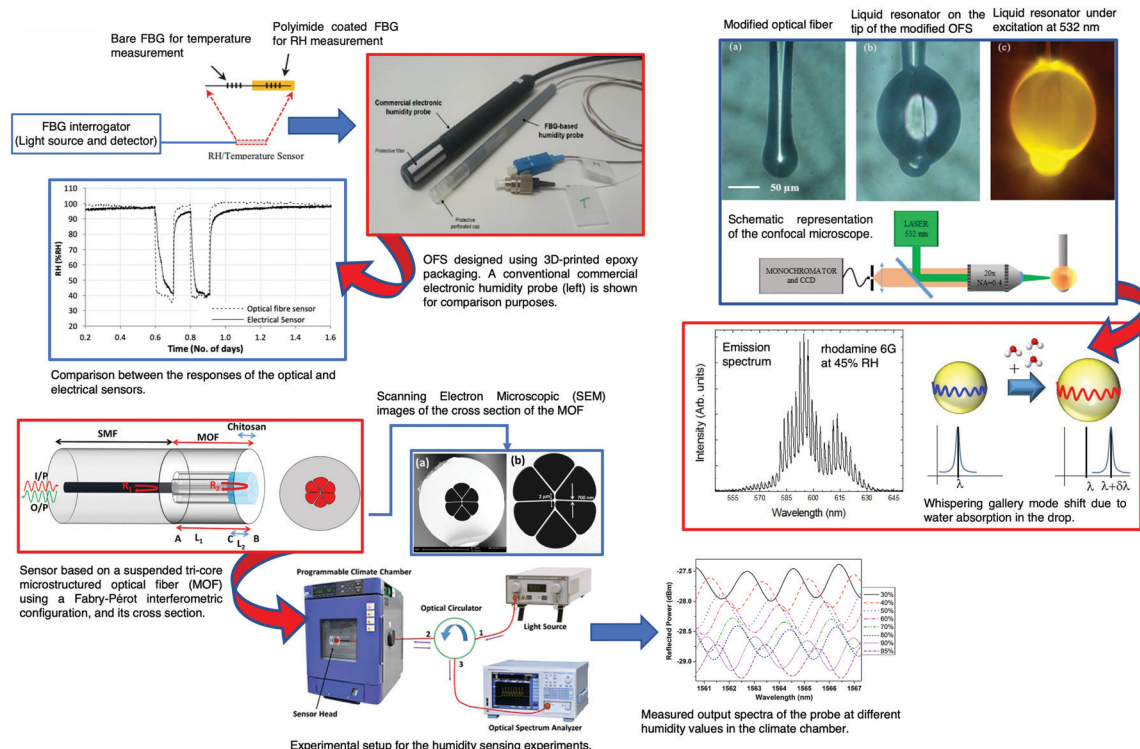 Polyimide coated FBG
for RH measurement
Bare FBG for temperature
measurement
FBG interrogator
(Light source and detector)
RH/Temperature Sensor
Commercial electronic
humidity probe
FBG-based
humidity probe
Protective filter
Protective
perforated cap
T
OFS designed using 3D-printed epoxy
packaging. A conventional commercial
electronic humidity probe (left) is shown
for comparison purposes.
RH (%RH)
110
100
90
80
70
60
50
40
30
20
Optical fibre sensor
Electrical Sensor
0.2 0.4 0.6 0.8 1.0 1.2 1.4 1.6
Time (No. of days)
Comparison between the responses of the optical and
electrical sensors.
Modified optical fiber
Liquid resonator on the
tip of the modified OFS
Liquid resonator under
excitation at 532 nm
(a)
(b)
(c)
50 µm
Schematic representation
of the confocal microscope.
LASER
532 nm
MONOCHROMATOR
and CCD
20x
NA=0.4
Emission
spectrum
rhodamine 6G
at 45% RH
Intensity (Arb. units)
555 570 585 600 615 630 645
Wavelength (nm)
+
λ
λ λ+δλ
Whispering gallery mode shift due to
water absorption in the drop.
Scanning Electron Microscopic (SEM)
images of the cross section of the MOF
(a)
(b)
2 µm
700 nm
SMF
MOF
Chitosan
I/P
O/P
R1
R2
A L1 C B
L2
Sensor based on a suspended tri-core
microstructured optical fiber (MOF)
using a Fabry-Pérot interferometric
configuration, and its cross section.
Programmable Climate Chamber
Sensor Head
Optical Circulator
1
2
3
Light Source
Optical Spectrum Analyzer
Experimental setup for the humidity sensing experiments.
Reflected Power (dBm)
-27.5
-28.0
-28.5
-29.0
30%
40%
50%
60%
70%
80%
90%
95%
1561 1562 1563 1564 1565 1566 1567
Wavelength (nm)
Measured output spectra of the probe at different
humidity values in the climate chamber.